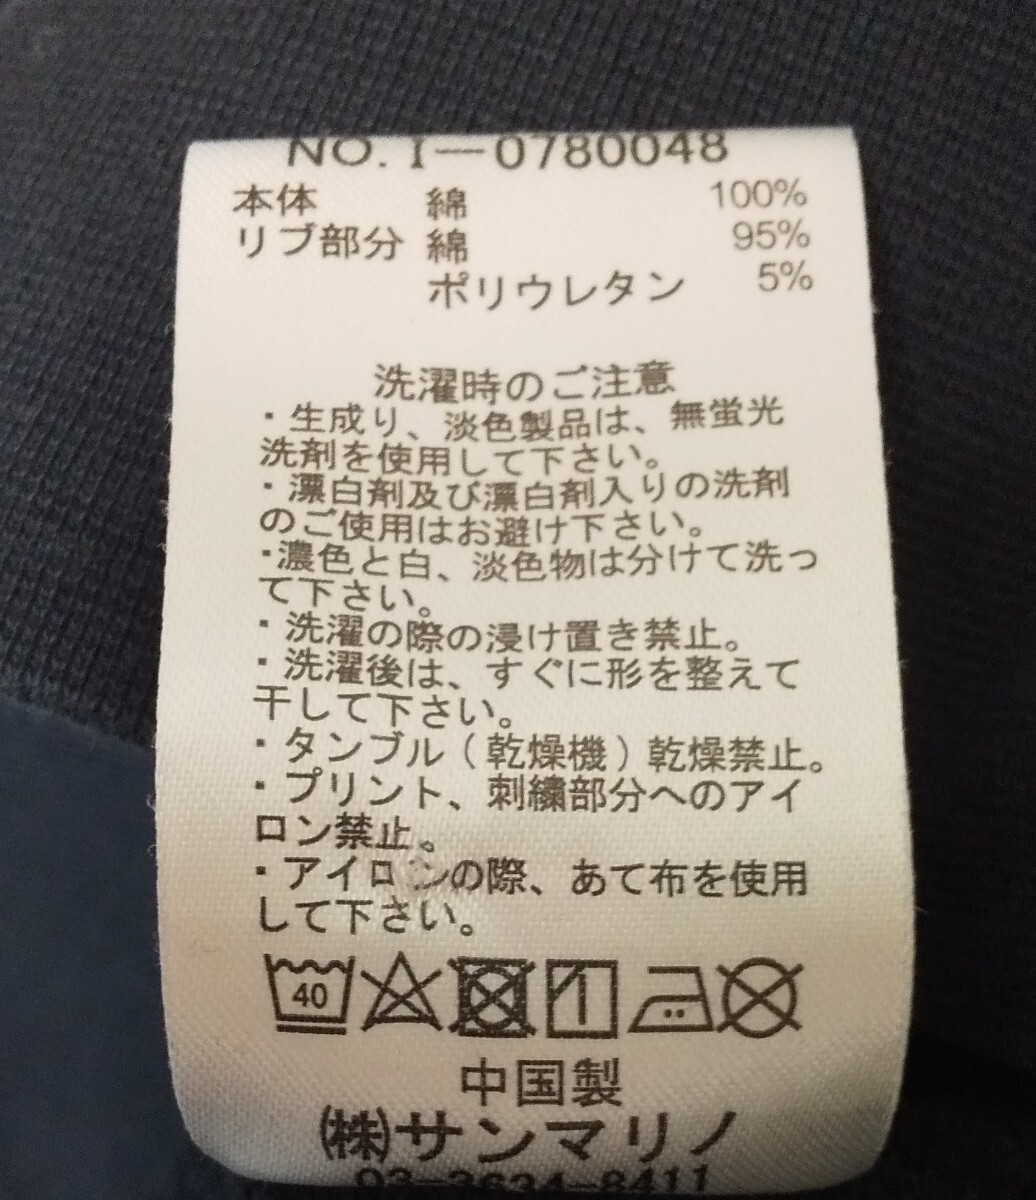 NO. I—0780048
本体 綿 100%
リブ部分 綿 95%
ポリウレタン 5%
洗濯時のご注意
・生成り、淡色製品は、無蛍光
洗剤を使用して下さい。
・漂白剤及び漂白剤入りの洗剤
のご使用はお避け下さい。
・濃色と白、淡色物は分けて洗っ
て下さい。
・洗濯の際の浸け置き禁止。
・洗濯後は、すぐに形を整えて
干して下さい。
・タンブル(乾燥機)乾燥禁止。
・プリント、刺繍部分へのアイ
ロン禁止。
・アイロンの際、あて布を使用
して下さい。
40
中国製
㈱サンマリノ
03-3634-8411